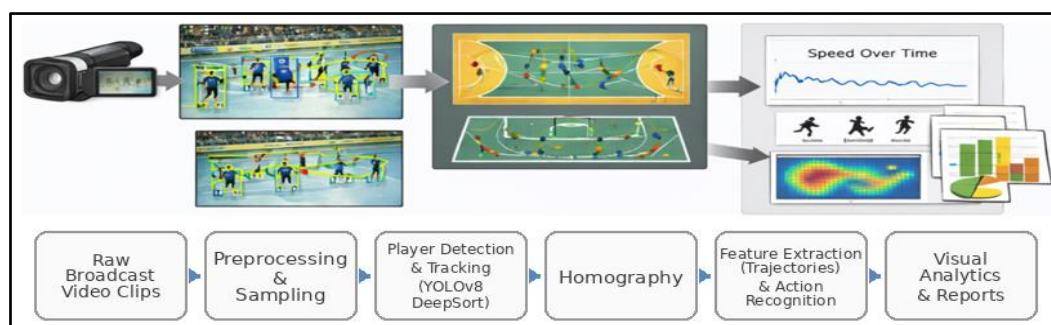 Speed Over Time
Raw
Broadcast
Video Clips
Preprocessing
&
Sampling
Player Detection
& Tracking
(YOLOv8
DeepSort)
Homography
Feature Extraction
(Trajectories)
& Action
Recognition
Visual
Analytics
& Reports